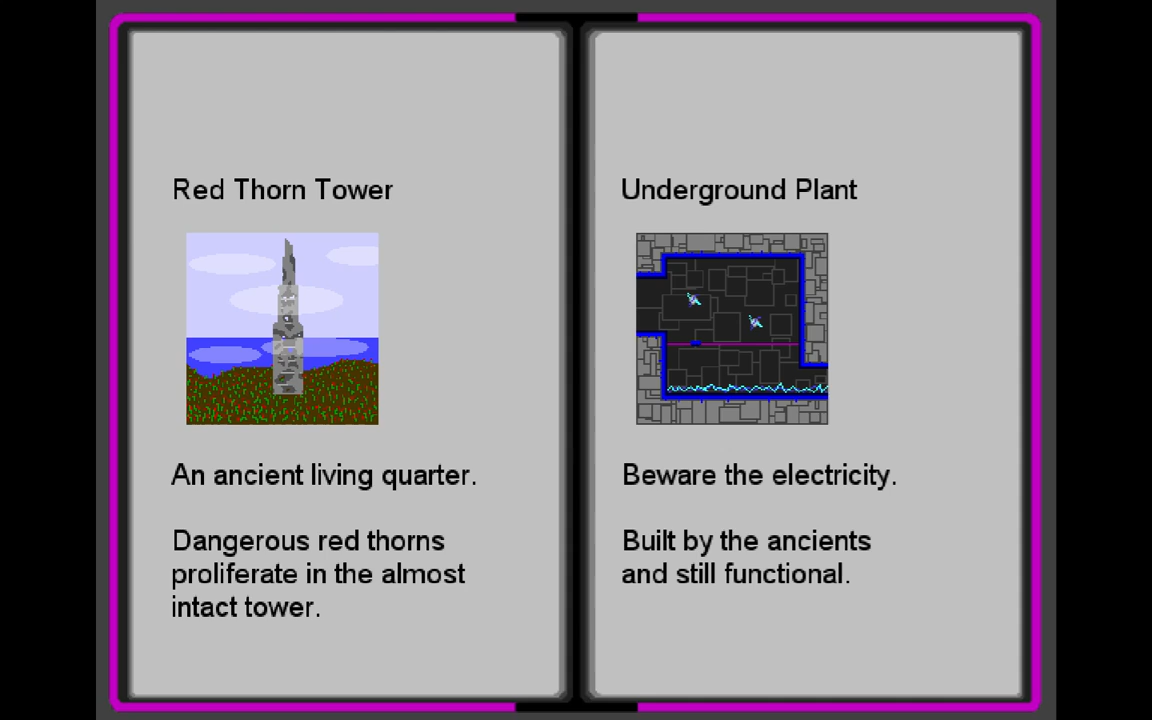 Red Thorn Tower
An ancient living quarter.
Dangerous red thorns
proliferate in the almost
intact tower.
Underground Plant
Beware the electricity.
Built by the ancients
and still functional.